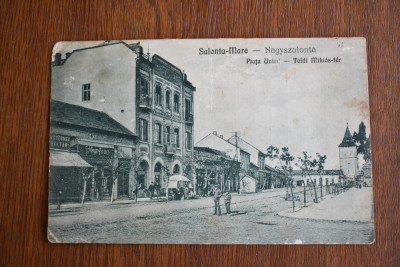 Salonta-Mare — Nagyszalonta
Piața Unirei — Toldi Miklós-tér